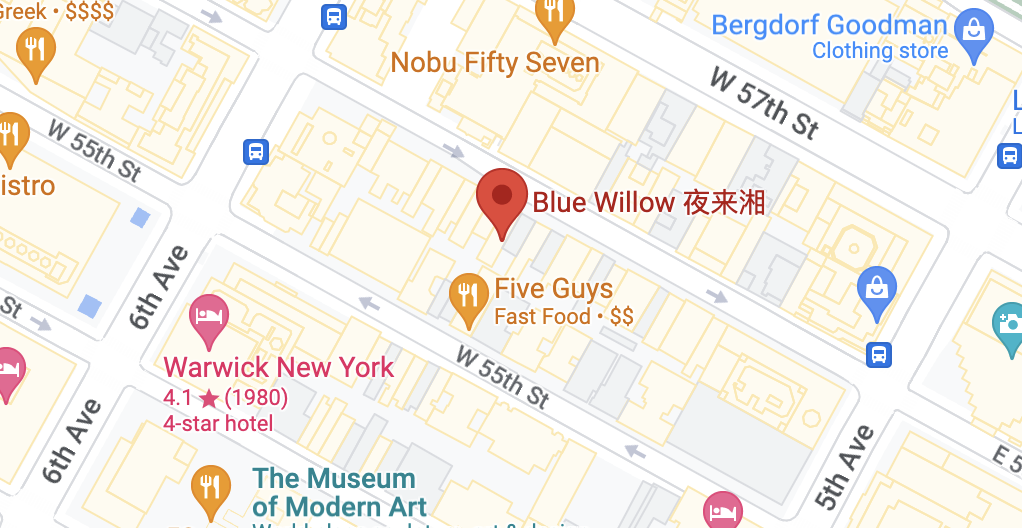 Greek • $$$$
Nobu Fifty Seven
Bergdorf Goodman
Clothing store
W 57th St
W 55th St
istro
Blue Willow 夜来湘
6th Ave
Five Guys
Fast Food • $$
St
Warwick New York
4.1 ★ (1980)
4-star hotel
W 55th St
6th Ave
5th Ave
E 5
The Museum
of Modern Art
L
L